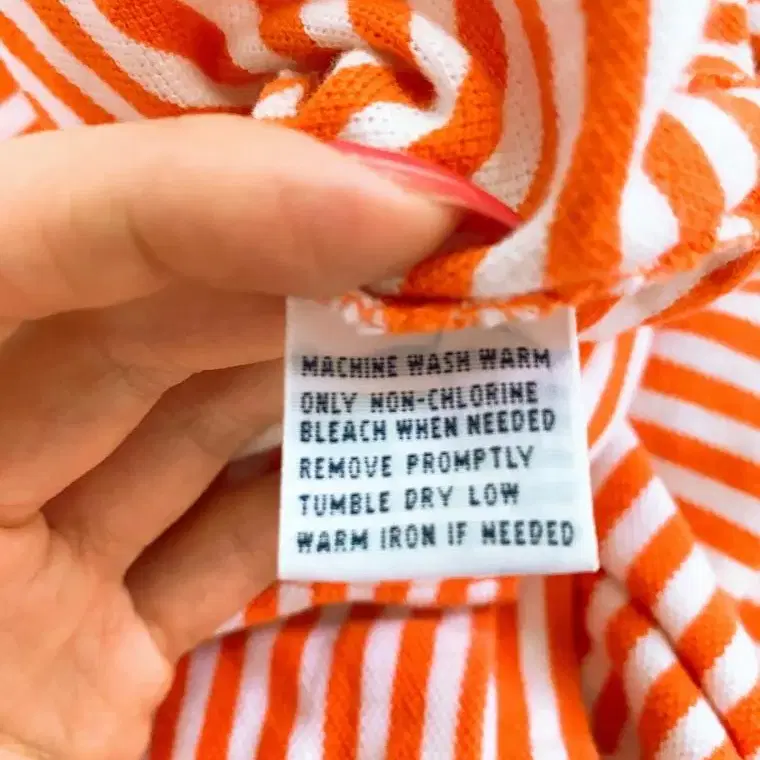 MACHINE WASH WARM
ONLY NON-CHLORINE
BLEACH WHEN NEEDED
REMOVE PROMPTLY
TUMBLE DRY LOW
WARM IRON IF NEEDED